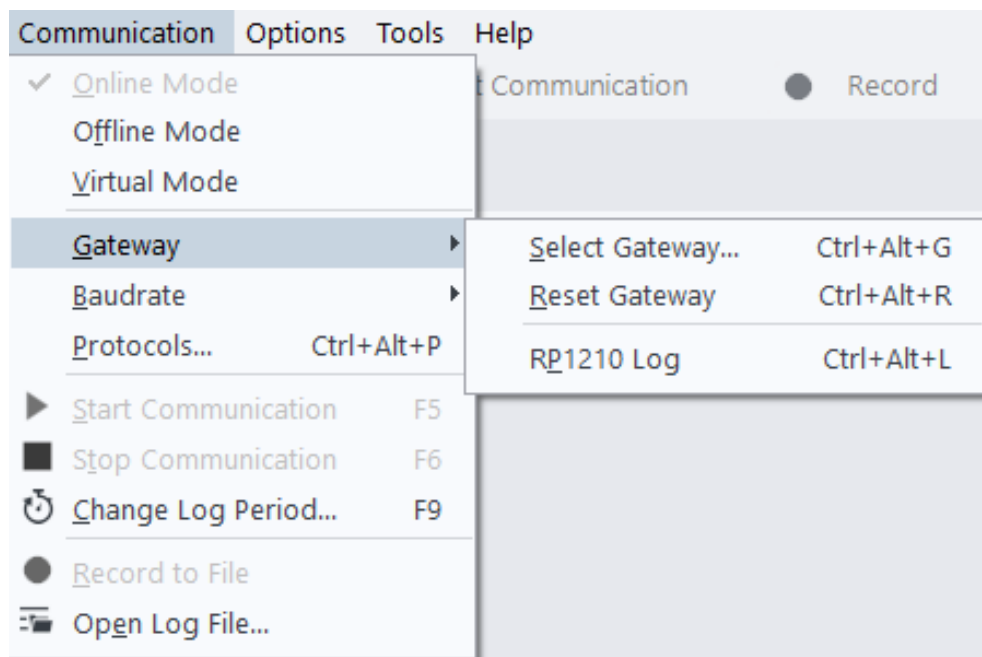 Communication Options Tools Help
Online Mode
Communication Record
Offline Mode
Virtual Mode
Gateway
Select Gateway... Ctrl+Alt+G
Baudrate
Reset Gateway Ctrl+Alt+R
Protocols... Ctrl+Alt+P
RP1210 Log Ctrl+Alt+L
Start Communication F5
Stop Communication F6
Change Log Period... F9
Record to File
Open Log File...